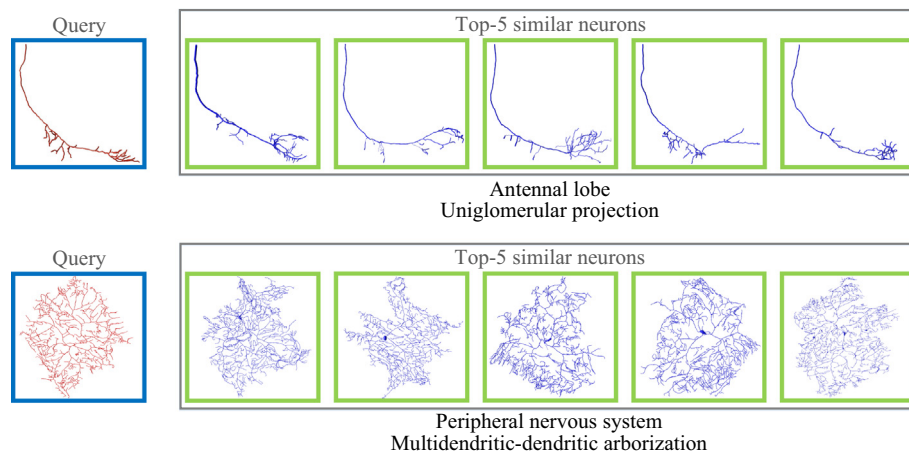 Query
Top-5 similar neurons
Antennal lobe
Uniglomerular projection
Query
Top-5 similar neurons
Peripheral nervous system
Multidendritic-dendritic arborization